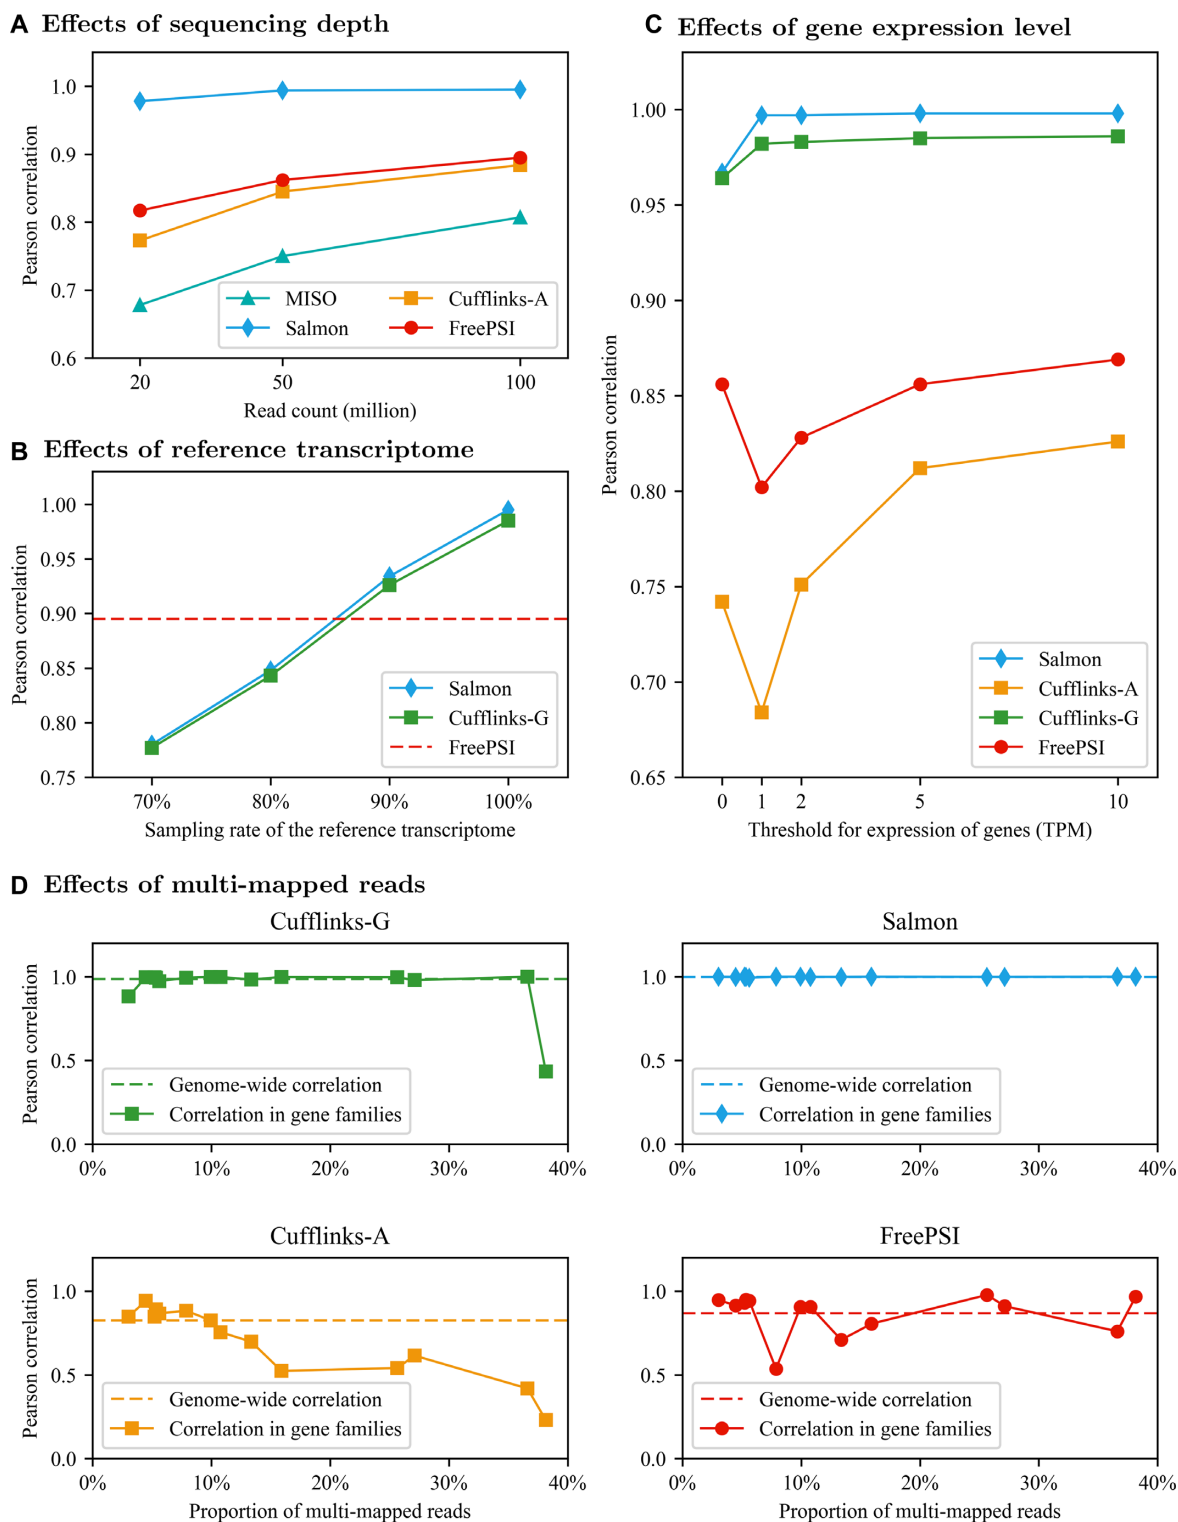 A Effects of sequencing depth
1.0
0.9
0.8
0.7
0.6
Pearson correlation
MISO
Salmon
Cufflinks-A
FreePSI
20 50 100
Read count (million)
B Effects of reference transcriptome
1.00
0.95
0.90
0.85
0.80
0.75
Pearson correlation
Salmon
Cufflinks-G
FreePSI
70% 80% 90% 100%
Sampling rate of the reference transcriptome
C Effects of gene expression level
1.00
0.95
0.90
0.85
0.80
0.75
0.70
0.65
Pearson correlation
Salmon
Cufflinks-A
Cufflinks-G
FreePSI
0 1 2 5 10
Threshold for expression of genes (TPM)
D Effects of multi-mapped reads
Cufflinks-G
1.0
0.5
0.0
Pearson correlation
Genome-wide correlation
Correlation in gene families
0% 10% 20% 30% 40%
Salmon
1.0
0.5
0.0
Genome-wide correlation
Correlation in gene families
0% 10% 20% 30% 40%
Cufflinks-A
1.0
0.5
0.0
Pearson correlation
Genome-wide correlation
Correlation in gene families
0% 10% 20% 30% 40%
Proportion of multi-mapped reads
FreePSI
1.0
0.5
0.0
Genome-wide correlation
Correlation in gene families
0% 10% 20% 30% 40%
Proportion of multi-mapped reads